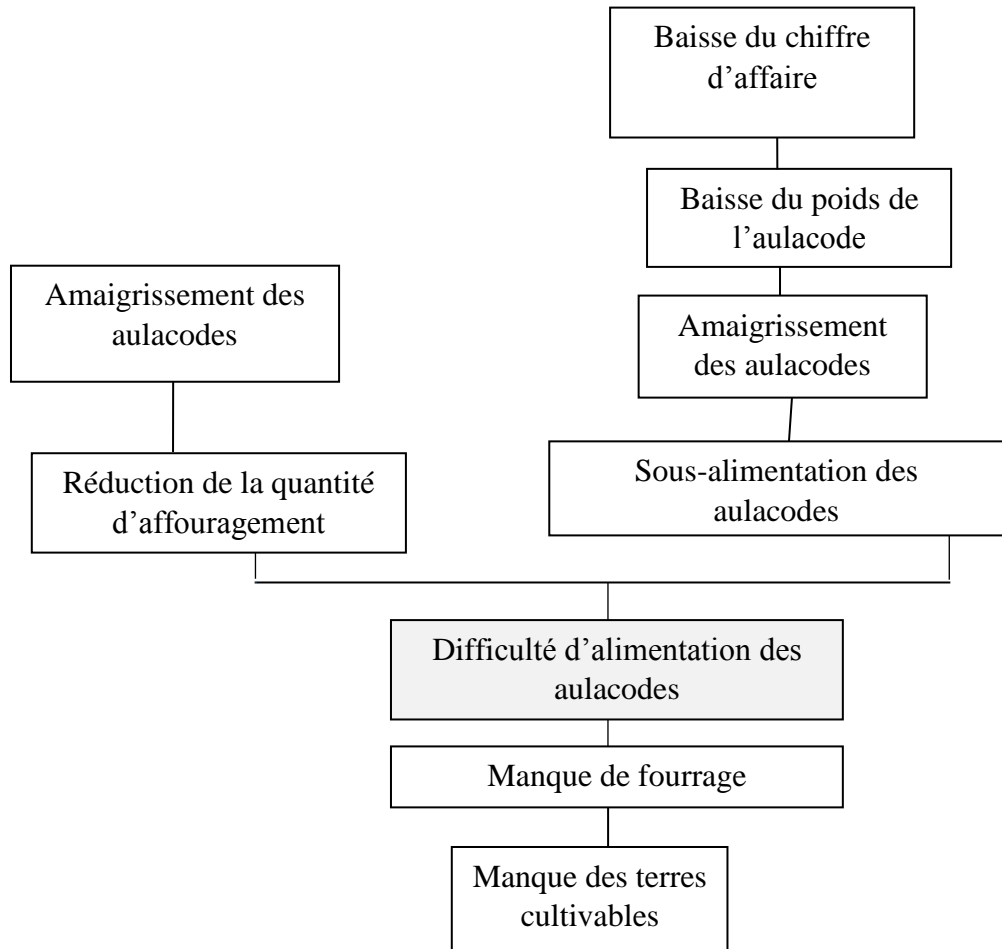 Baisse du chiffre
d’affaire
Baisse du poids de
l’aulacode
Amaigrissement des
aulacodes
Amaigrissement
des aulacodes
Réduction de la quantité
d’affouragement
Sous-alimentation des
aulacodes
Difficulté d’alimentation des
aulacodes
Manque de fourrage
Manque des terres
cultivables